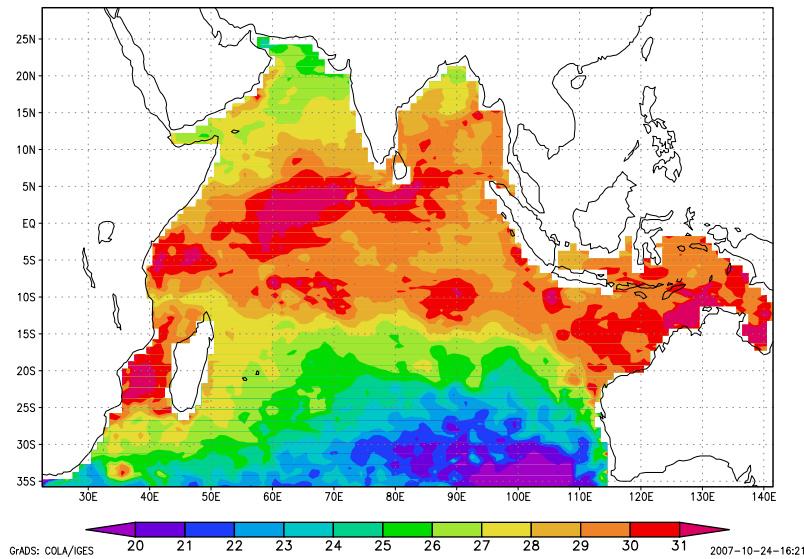 25N
20N
15N
10N
5N
EQ
5S
10S
15S
20S
25S
30S
35S
30E 40E 50E 60E 70E 80E 90E 100E 110E 120E 130E 140E
20 21 22 23 24 25 26 27 28 29 30 31
GrADS: COLA/IGES 2007-10-24-16:21